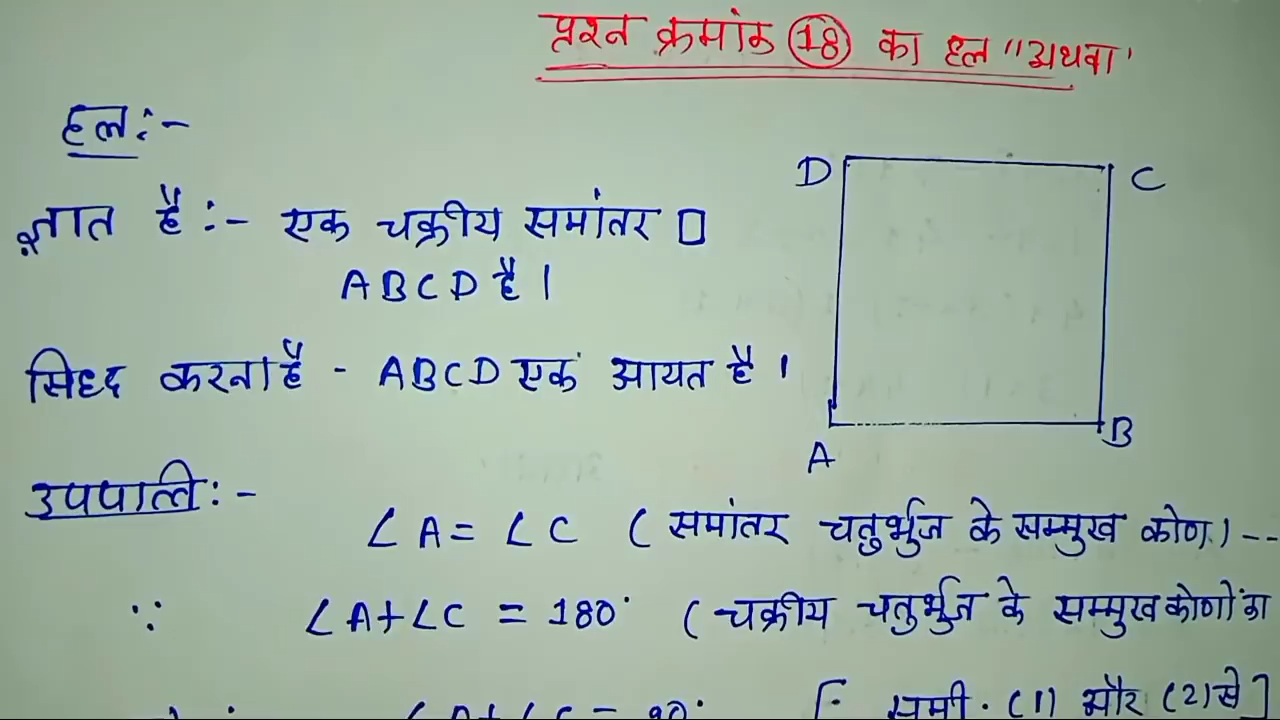 प्रश्न क्रमांक 18 का हल "अथवा"
हल:-
ज्ञात है:- एक चक्रीय समांतर □
ABCD है।
सिध्द करना है - ABCD एक आयत है।
D
C
A
B
उपपत्ति:-
∠A = ∠C (समांतर चतुर्भुज के सम्मुख कोण) --
∵ ∠A+∠C = 180° (चक्रीय चतुर्भुज के सम्मुख कोणों का
∠A+∠C = 90° [∵ समी. (1) और (2) से]